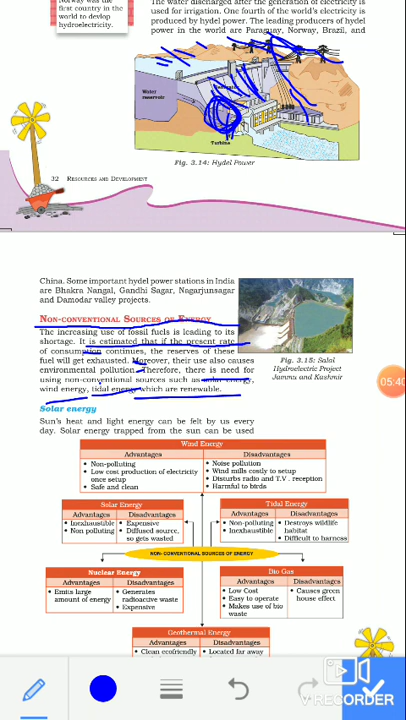 Norway was the
first country in the
world to devlop
hydroelectricity.
The water discharged after the generation of electricity is
used for irrigation. One fourth of the world's electricity is
produced by hydel power. The leading producers of hydel
power in the world are Paraguay, Norway, Brazil, and
Water
reservoir
Turbine
Fig. 3.14: Hydel Power
32 Resources and Development
China. Some important hydel power stations in India
are Bhakra Nangal, Gandhi Sagar, Nagarjunsagar
and Damodar valley projects.
Non-conventional Sources of Energy
The increasing use of fossil fuels is leading to its
shortage. It is estimated that if the present rate
of consumption continues, the reserves of these
fuel will get exhausted. Moreover, their use also causes
environmental pollution. Therefore, there is need for
using non-conventional sources such as solar energy,
wind energy, tidal energy which are renewable.
Fig. 3.15: Salol
Hydroelectric Project
Jammu and Kashmir
05:40
Solar energy
Sun's heat and light energy can be felt by us every
day. Solar energy trapped from the sun can be used
Wind Energy
Advantages
• Non-polluting
• Low cost production of electricity
once setup
• Safe and clean
Disadvantages
• Noise pollution
• Wind mills costly to setup
• Disturbs radio and T.V. reception
• Harmful to birds
Solar Energy
Advantages
• Inexhaustible
• Non polluting
Disadvantages
• Expensive
• Diffused source,
so gets wasted
Tidal Energy
Advantages
• Non-polluting
• Inexhaustible
Disadvantages
• Destroys wildlife
habitat
• Difficult to harness
NON-CONVENTIONAL SOURCES OF ENERGY
Nuclear Energy
Advantages
• Emits large
amount of energy
Disadvantages
• Generates
radioactive waste
• Expensive
Bio Gas
Advantages
• Low Cost
• Easy to operate
• Makes use of bio
waste
Disadvantages
• Causes green
house effect
Geothermal Energy
Advantages
• Clean ecofriendly
Disadvantages
• Located far away
V-RECORDER